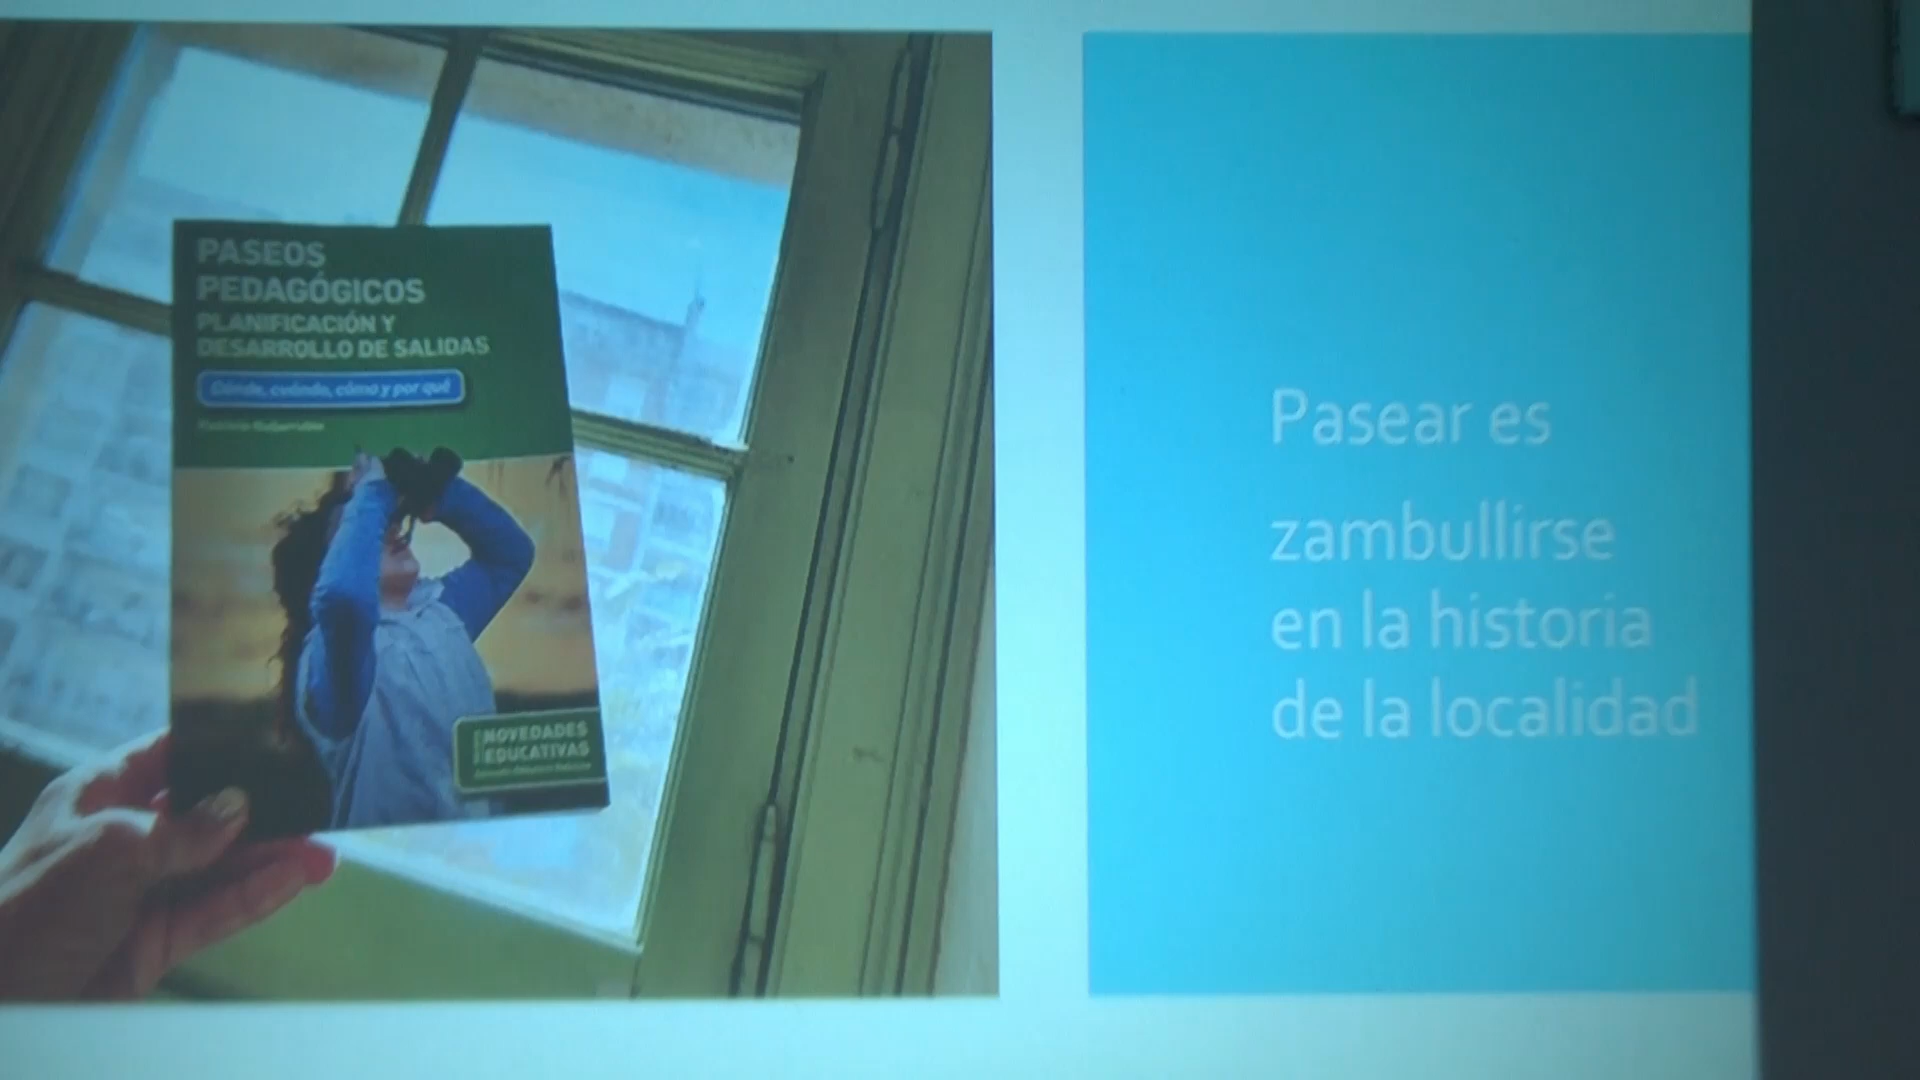 PASEOS
PEDAGÓGICOS
PLANIFICACIÓN Y
DESARROLLO DE SALIDAS
Dónde, cuándo, cómo y por qué
NOVEDADES
EDUCATIVAS
Pasear es
zambullirse
en la historia
de la localidad